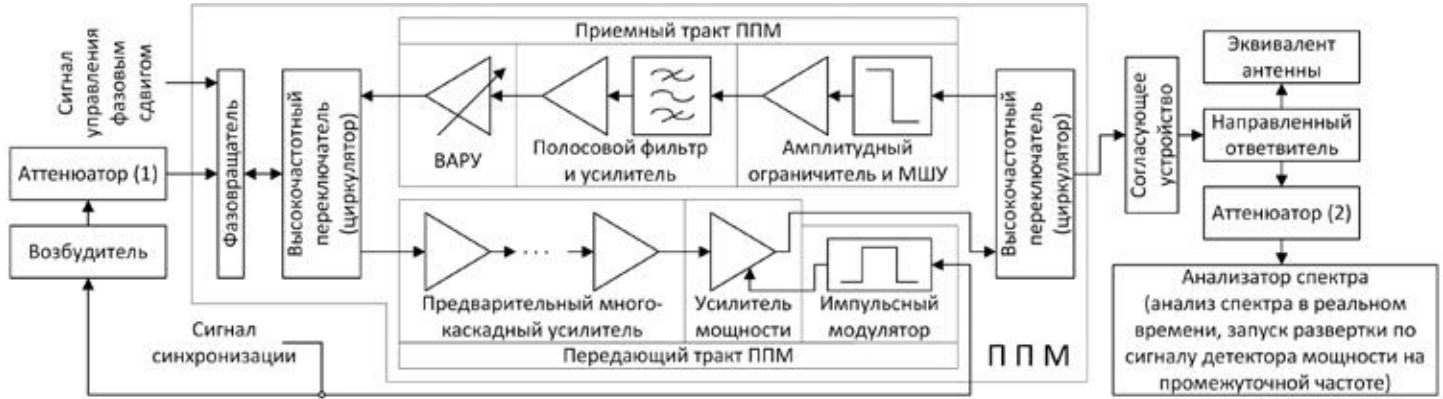 Сигнал
управления
фазовым
сдвигом
Аттенюатор (1)
Возбудитель
Сигнал
синхронизации
Фазовращатель
Высокочастотный
переключатель
(циркулятор)
Приемный тракт ППМ
ВАРУ
Полосовой фильтр
и усилитель
Амплитудный
ограничитель и МШУ
Предварительный много-
каскадный усилитель
Усилитель
мощности
Импульсный
модулятор
Передающий тракт ППМ
П П М
Высокочастотный
переключатель
(циркулятор)
Согласующее
устройство
Эквивалент
антенны
Направленный
ответвитель
Аттенюатор (2)
Анализатор спектра
(анализ спектра в реальном
времени, запуск развертки по
сигналу детектора мощности на
промежуточной частоте)